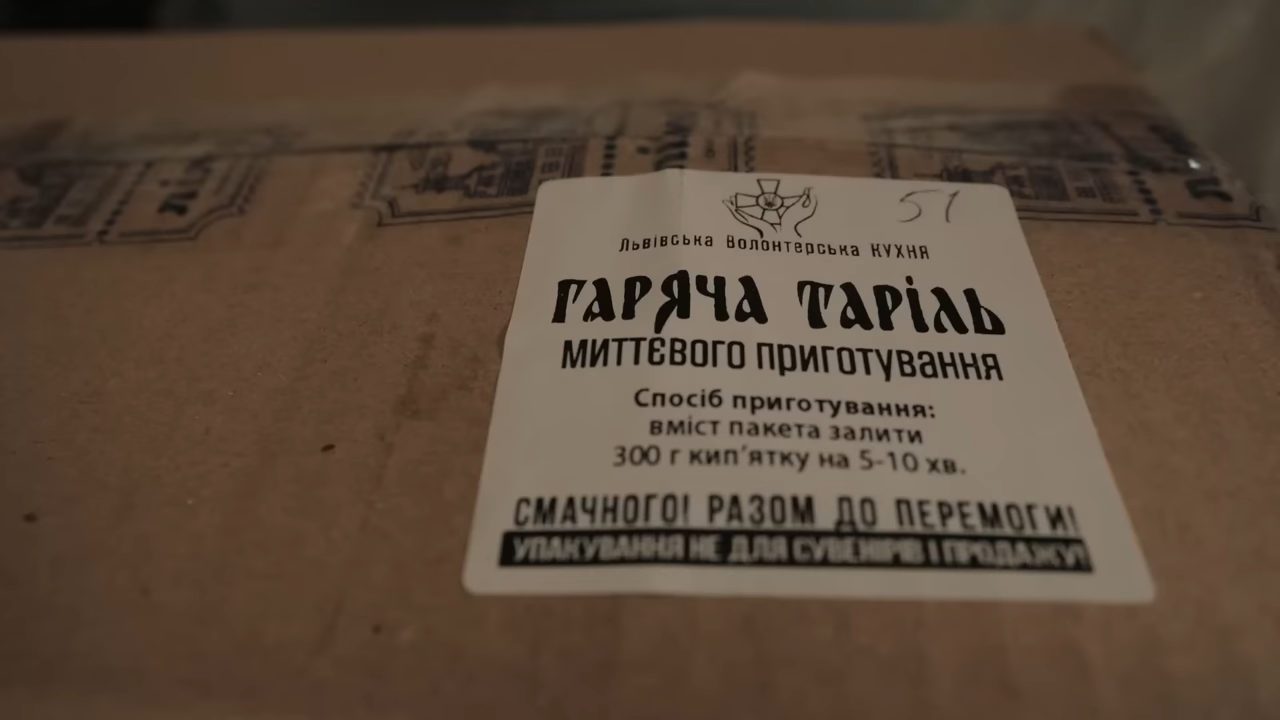 51
Львівська Волонтерська КУХНЯ
ГАРЯЧА ТАРІЛЬ
МИТТЄВОГО ПРИГОТУВАННЯ
Спосіб приготування:
вміст пакета залити
300 г кип'ятку на 5-10 хв.
СМАЧНОГО! РАЗОМ ДО ПЕРЕМОГИ!
УПАКУВАННЯ НЕ ДЛЯ СУВЕНІРІВ І ПРОДАЖУ!